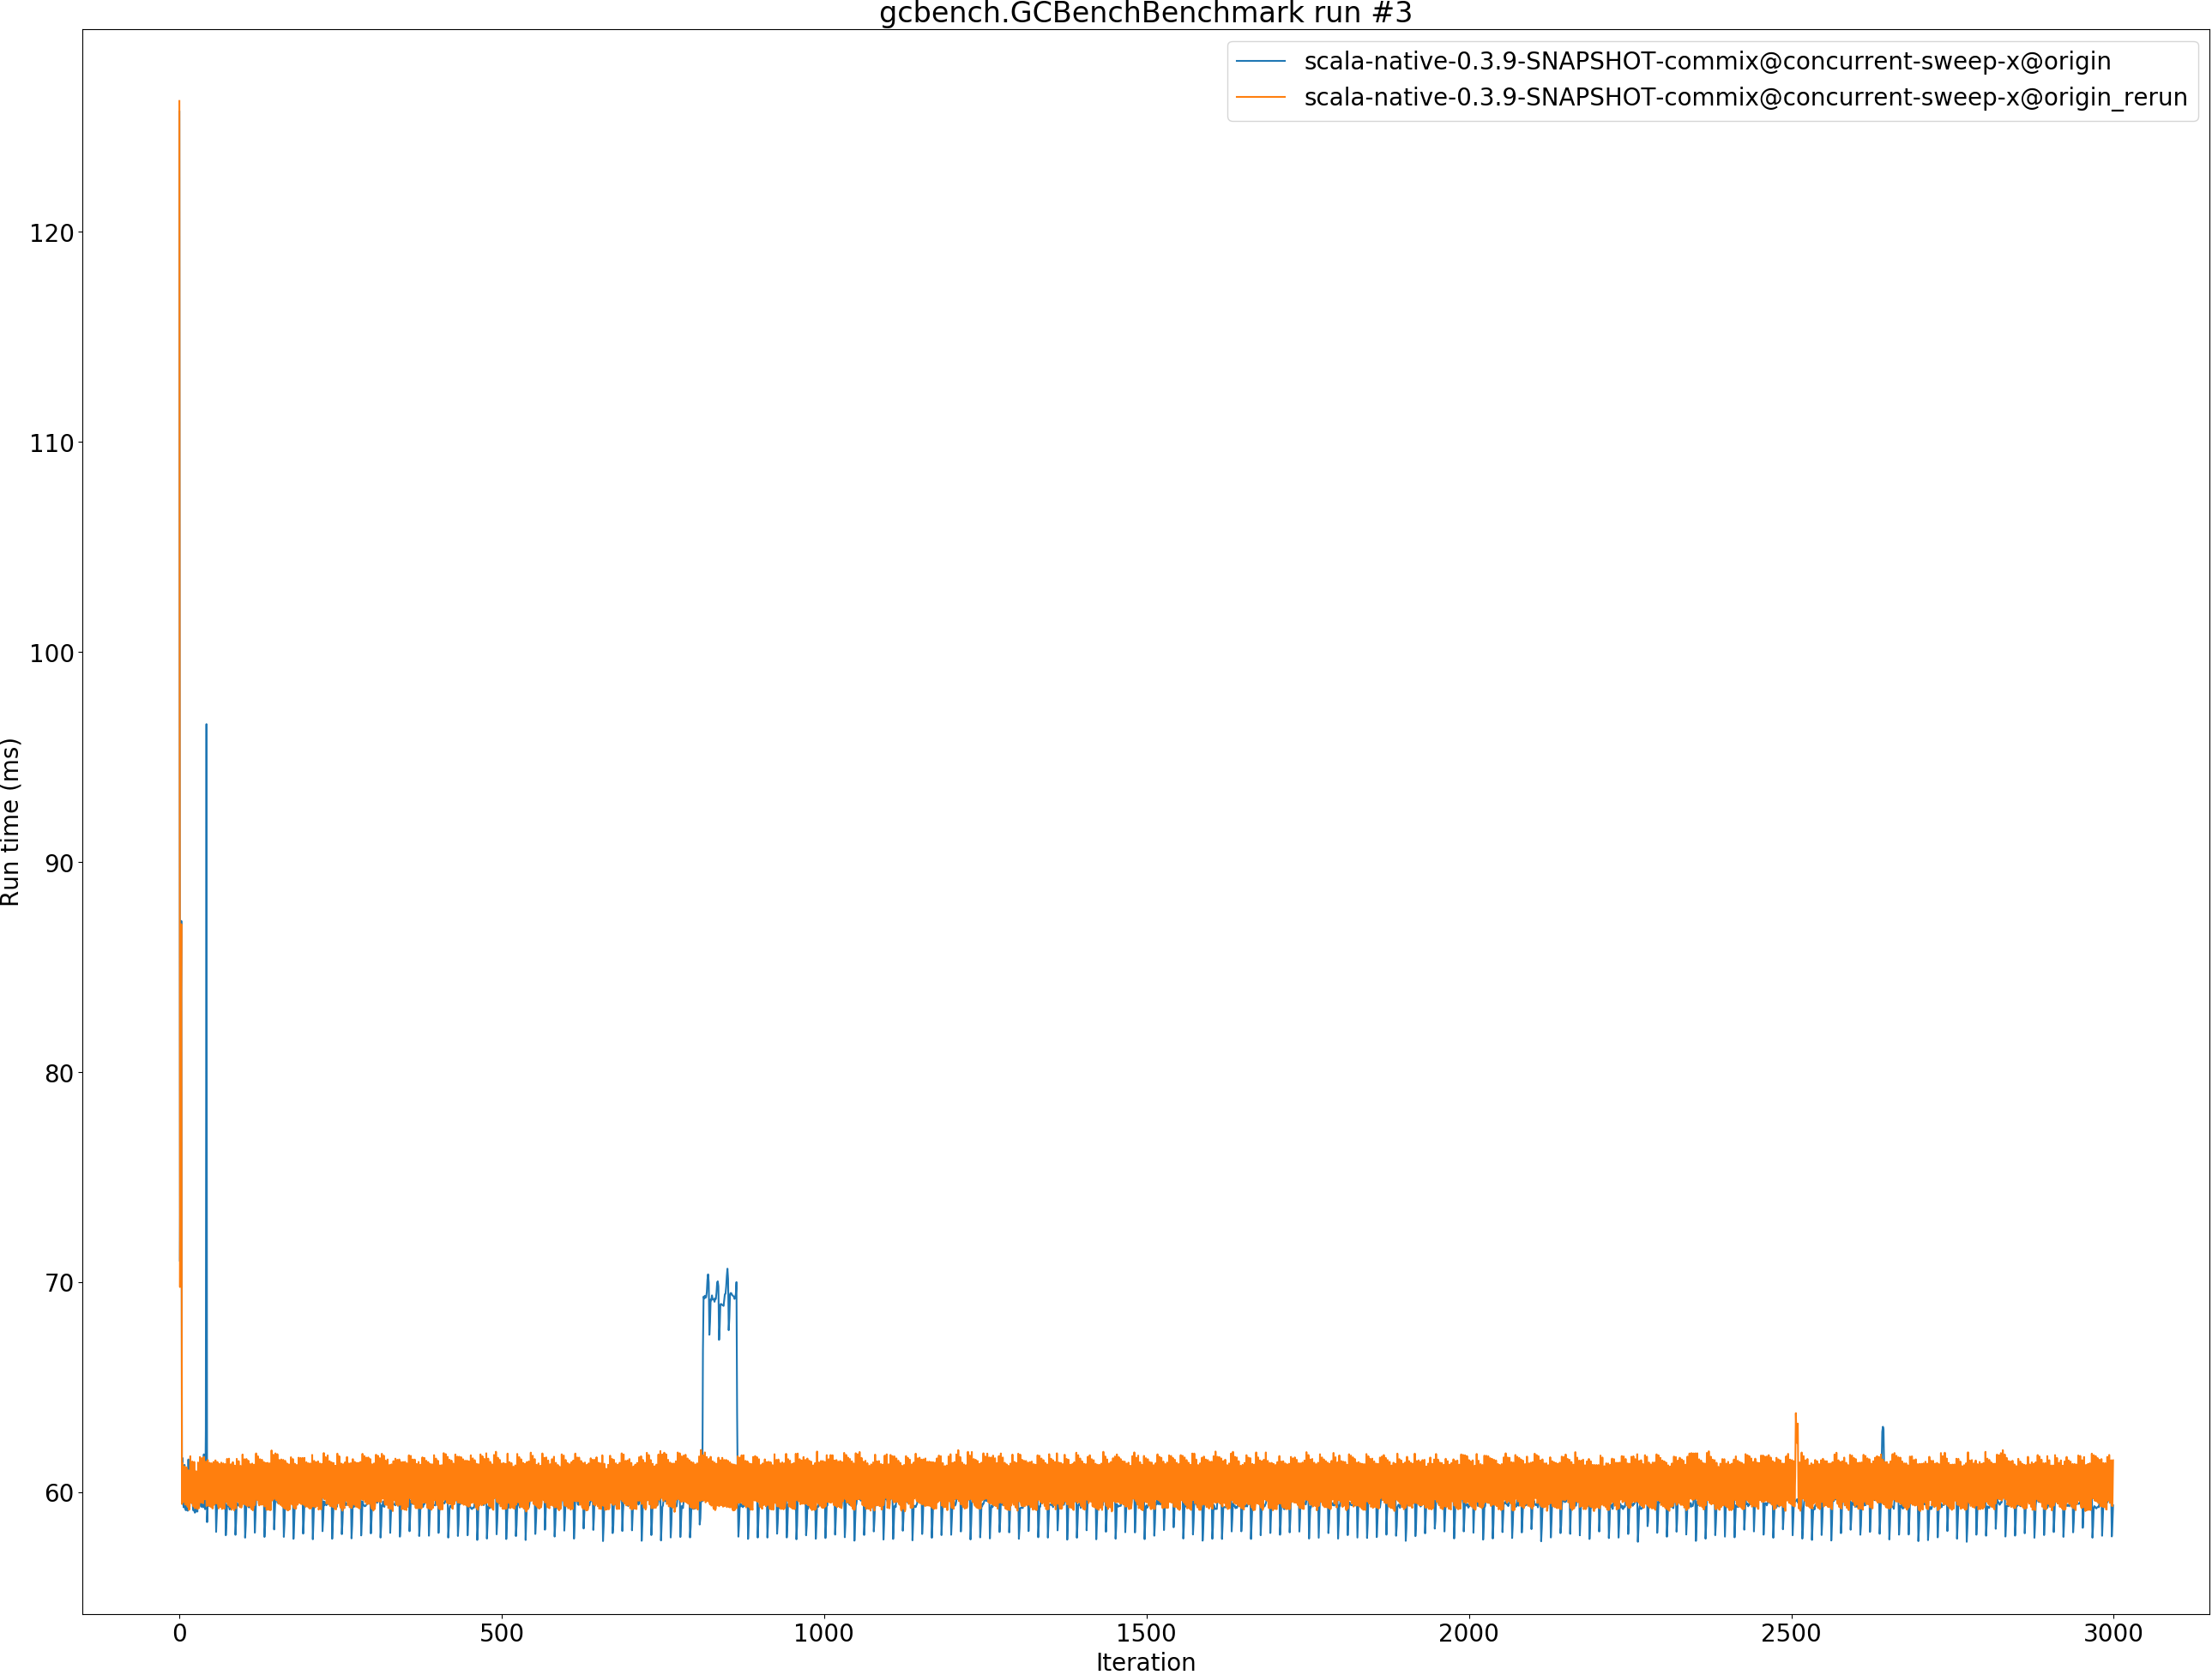 gcbench.GCBenchBenchmark run #3
scala-native-0.3.9-SNAPSHOT-commix@concurrent-sweep-x@origin
scala-native-0.3.9-SNAPSHOT-commix@concurrent-sweep-x@origin_rerun
120
110
100
90
80
70
60
Run time (ms)
0 500 1000 1500 2000 2500 3000
Iteration